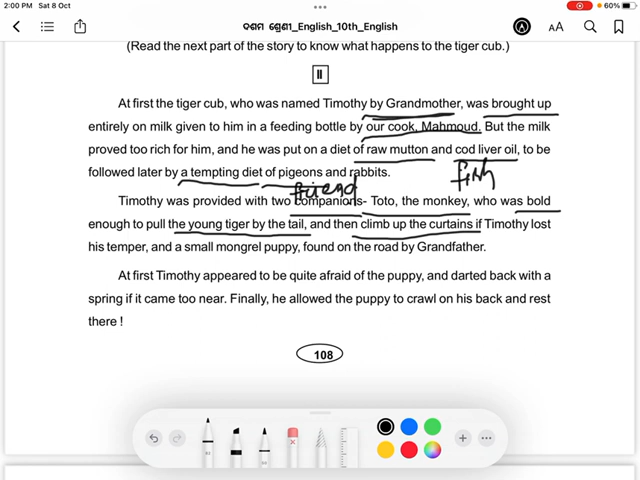 2:00 PM Sat 8 Oct
60%
ଦଶମ ଶ୍ରେଣୀ_English_10th_English
AA
(Read the next part of the story to know what happens to the tiger cub.)
II
At first the tiger cub, who was named Timothy by Grandmother, was brought up
entirely on milk given to him in a feeding bottle by our cook, Mahmoud. But the milk
proved too rich for him, and he was put on a diet of raw mutton and cod liver oil, to be
followed later by a tempting diet of pigeons and rabbits.
fish
friend
Timothy was provided with two companions- Toto, the monkey, who was bold
enough to pull the young tiger by the tail, and then climb up the curtains if Timothy lost
his temper, and a small mongrel puppy, found on the road by Grandfather.
At first Timothy appeared to be quite afraid of the puppy, and darted back with a
spring if it came too near. Finally, he allowed the puppy to crawl on his back and rest
there !
108